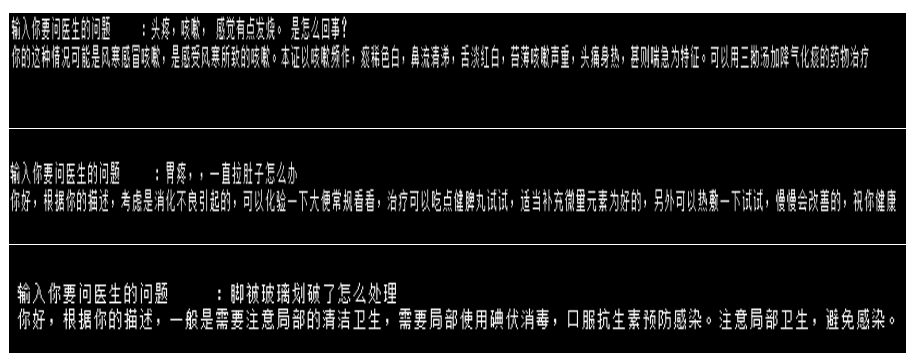 输入你要问医生的问题 : 头疼，咳嗽， 感觉有点发烧。 是怎么回事?
你的这种情况可能是风寒感冒咳嗽，是感受风寒所致的咳嗽。本证以咳嗽频作，痰稀色白，鼻流清涕，舌淡红白，苔薄咳嗽声重，头痛身热，甚则喘急为特征。可以用三拗汤加降气化痰的药物治疗
输入你要问医生的问题 : 胃疼，，一直拉肚子怎么办
你好，根据你的描述，考虑是消化不良引起的，可以化验一下大便常规看看，治疗可以吃点健脾丸试试，适当补充微量元素为好的，另外可以热敷一下试试，慢慢会改善的，祝你健康
输入你要问医生的问题 : 脚被玻璃划破了怎么处理
你好，根据你的描述，一般是需要注意局部的清洁卫生，需要局部使用碘伏消毒，口服抗生素预防感染。注意局部卫生，避免感染。